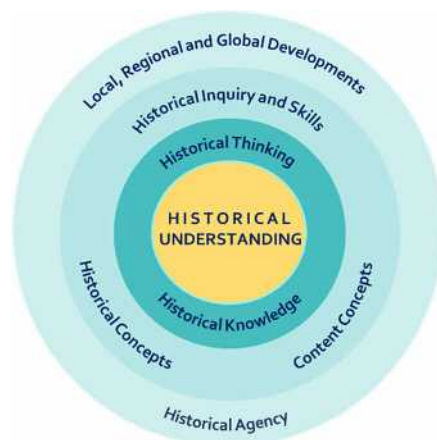 Local, Regional and Global Developments
Historical Inquiry and Skills
Historical Thinking
HISTORICAL
UNDERSTANDING
Historical Knowledge
Historical Concepts
Content Concepts
Historical Agency